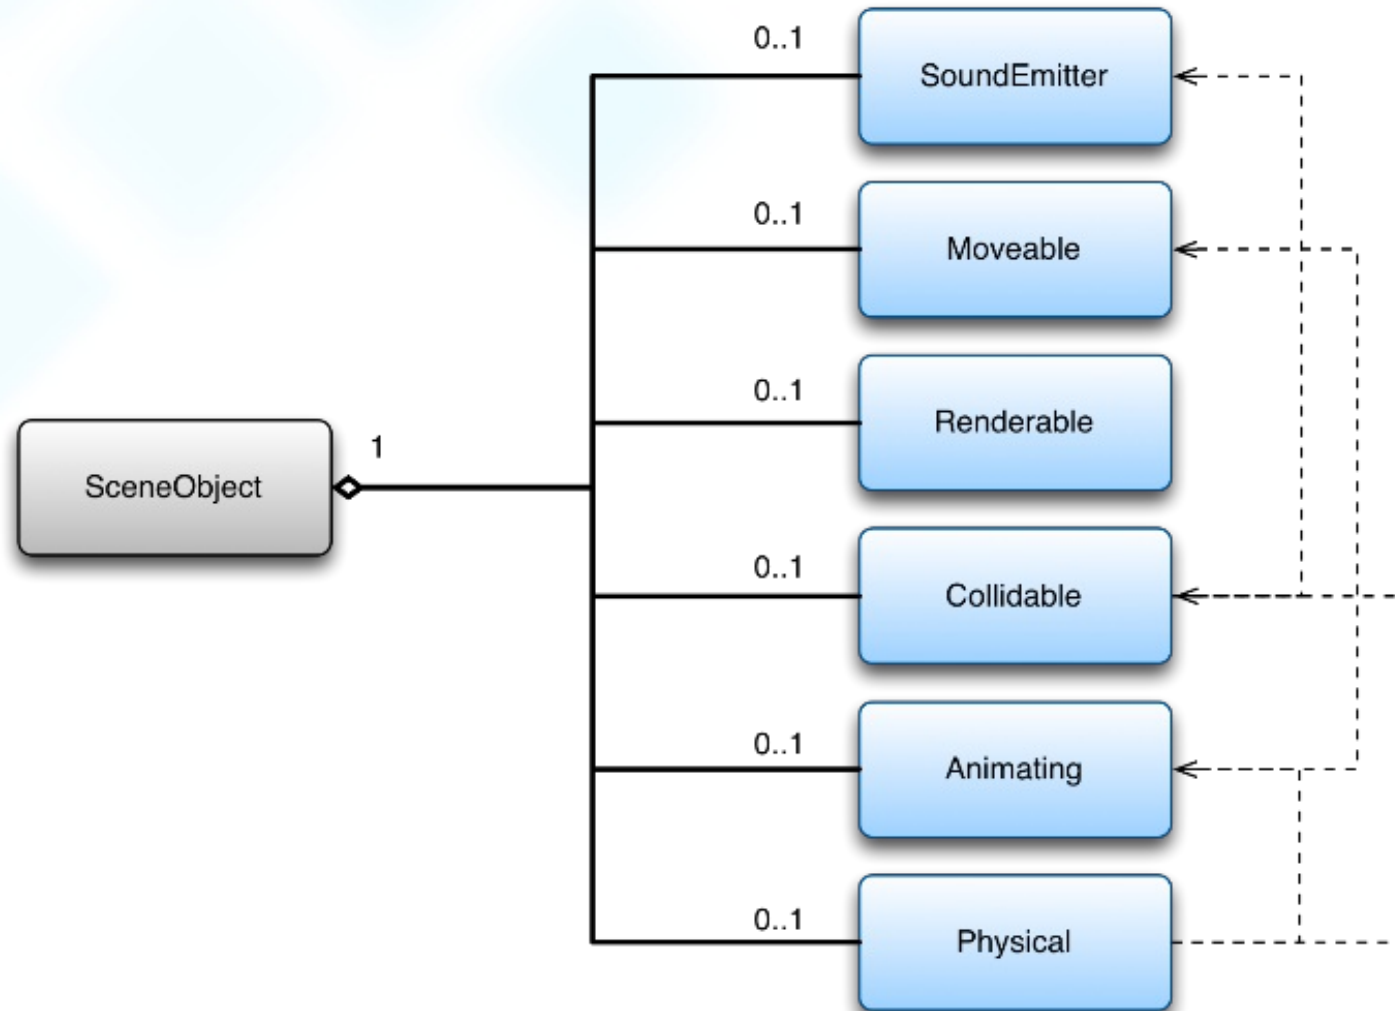 0..1
SoundEmitter
0..1
Moveable
0..1
Renderable
1
SceneObject
0..1
Collidable
0..1
Animating
0..1
Physical